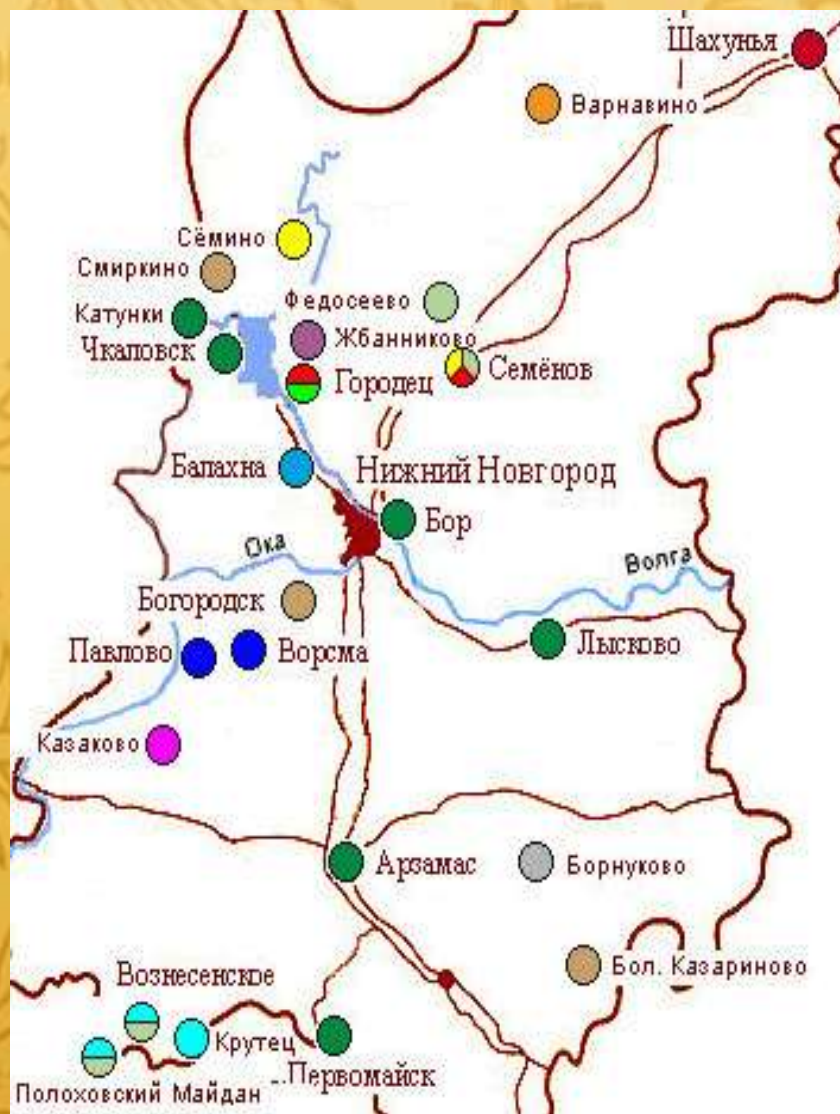 Шахунья
Варнавино
Сёмино
Смиркино
Федосеево
Катунки
Жбанниково
Чкаловск
Семёнов
Городец
Балахна
Нижний Новгород
Бор
Ока
Волга
Богородск
Павлово
Ворсма
Лысково
Казаково
Арзамас
Борнуково
Вознесенское
Бол. Казариново
Крутец
Первомайск
Полоховский Майдан